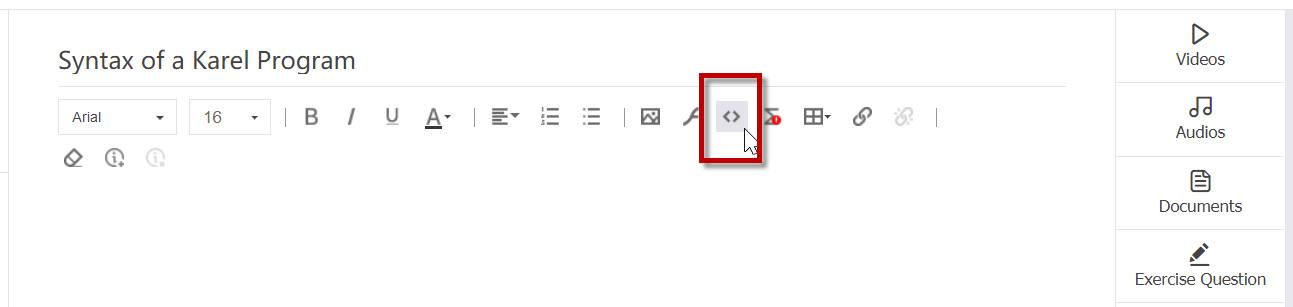 Syntax of a Karel Program
Arial
16
B I U A
Videos
Audios
Documents
Exercise Question